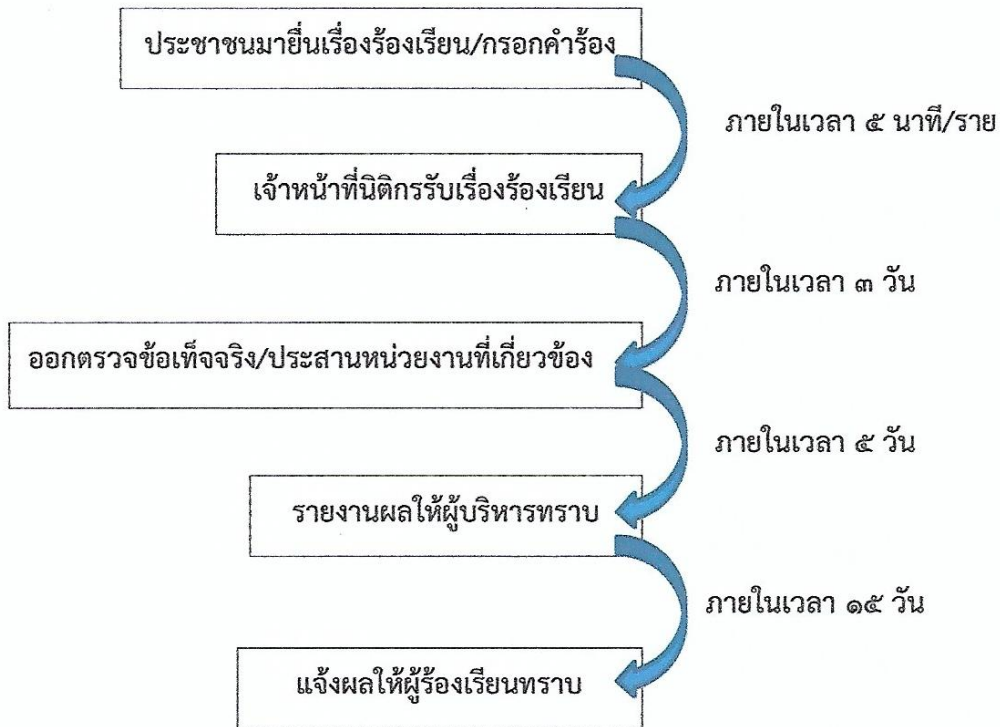 ประชาชนมายื่นเรื่องร้องเรียน/กรอกคำร้อง
ภายในเวลา ๕ นาที/ราย
เจ้าหน้าที่นิติกรรับเรื่องร้องเรียน
ภายในเวลา ๓ วัน
ออกตรวจข้อเท็จจริง/ประสานหน่วยงานที่เกี่ยวข้อง
ภายในเวลา ๕ วัน
รายงานผลให้ผู้บริหารทราบ
ภายในเวลา ๑๕ วัน
แจ้งผลให้ผู้ร้องเรียนทราบ